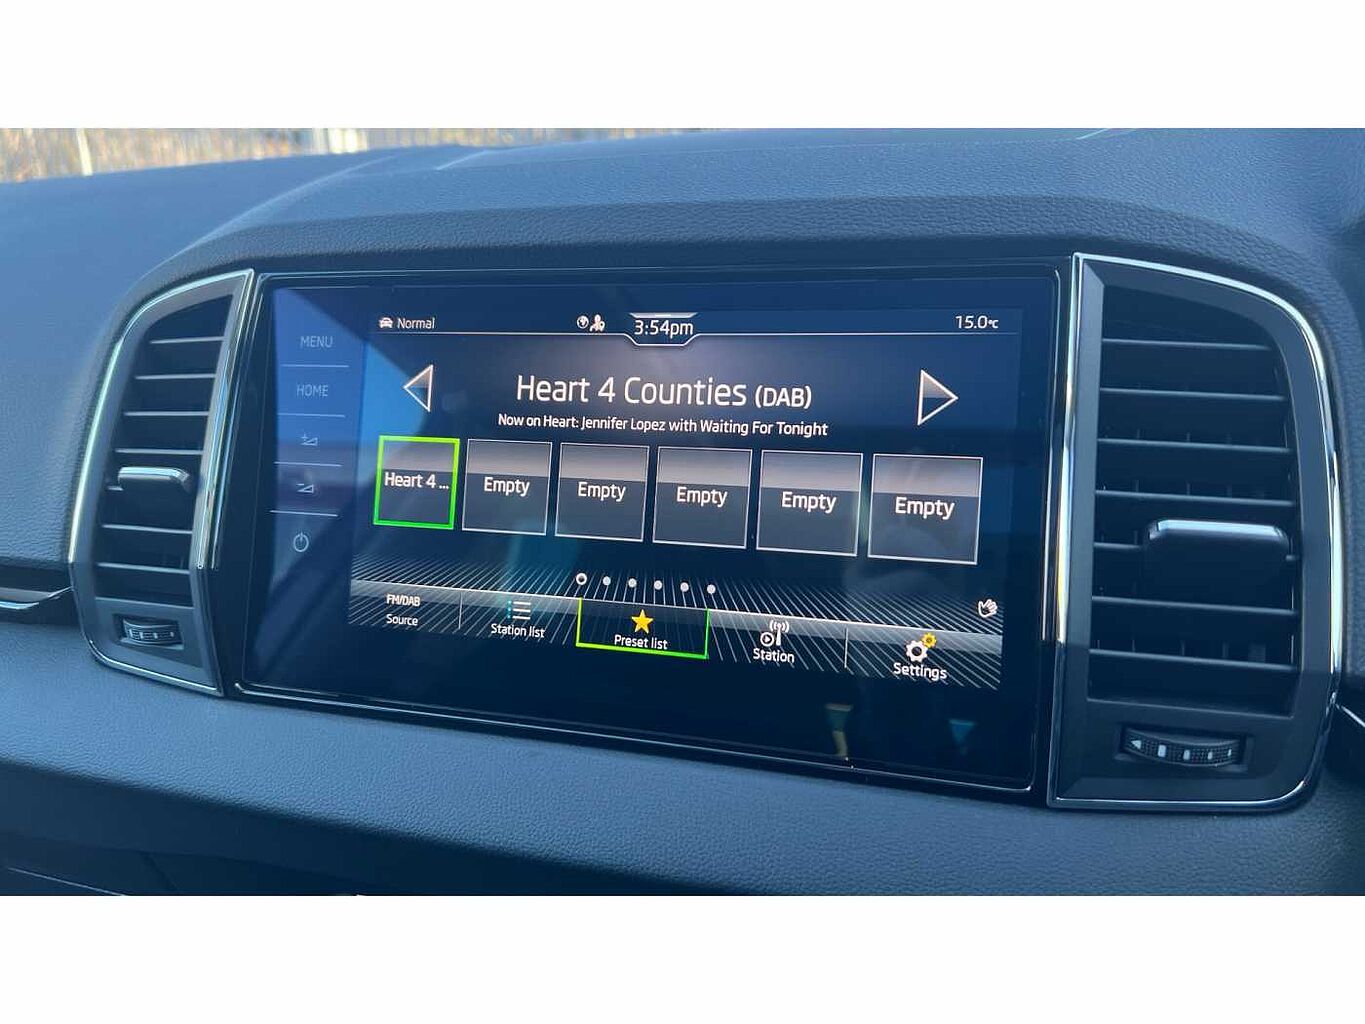 Normal
3:54pm
15.0°c
MENU
HOME
Heart 4 Counties (DAB)
Now on Heart: Jennifer Lopez with Waiting For Tonight
Heart 4 ...
Empty
Empty
Empty
Empty
Empty
FM/DAB
Source
Station list
Preset list
Station
Settings